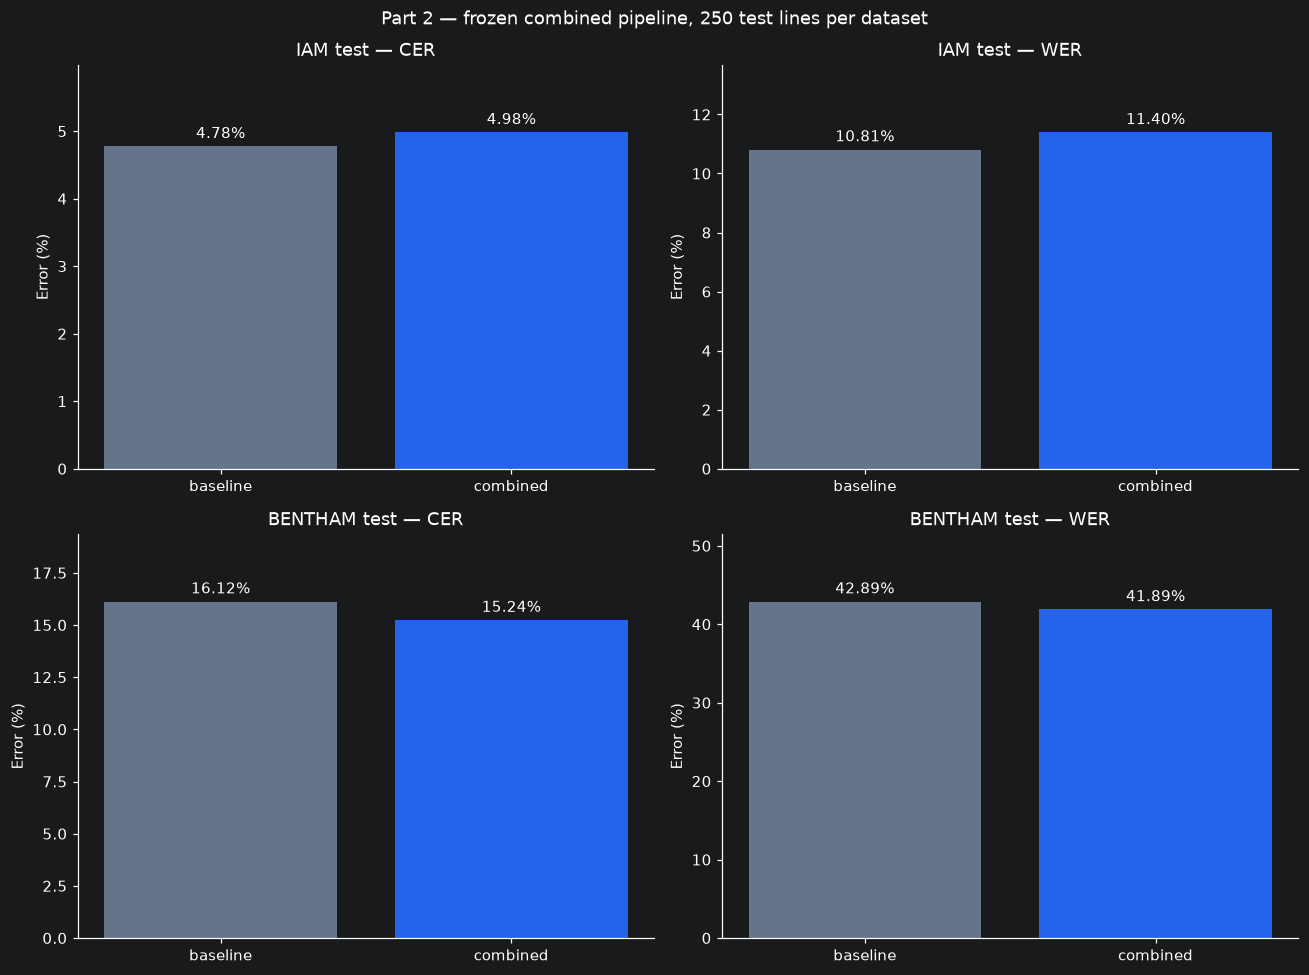 Part 2 — frozen combined pipeline, 250 test lines per dataset
IAM test — CER
Error (%)
5
4
3
2
1
0
4.78%
4.98%
baseline
combined
IAM test — WER
Error (%)
12
10
8
6
4
2
0
10.81%
11.40%
baseline
combined
BENTHAM test — CER
Error (%)
17.5
15.0
12.5
10.0
7.5
5.0
2.5
0.0
16.12%
15.24%
baseline
combined
BENTHAM test — WER
Error (%)
50
40
30
20
10
0
42.89%
41.89%
baseline
combined